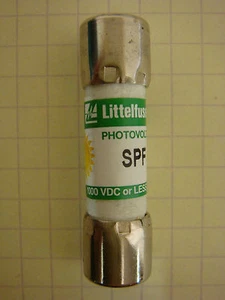 Littelfuse
PHOTOVOL
SPF
1000 VDC or LESS